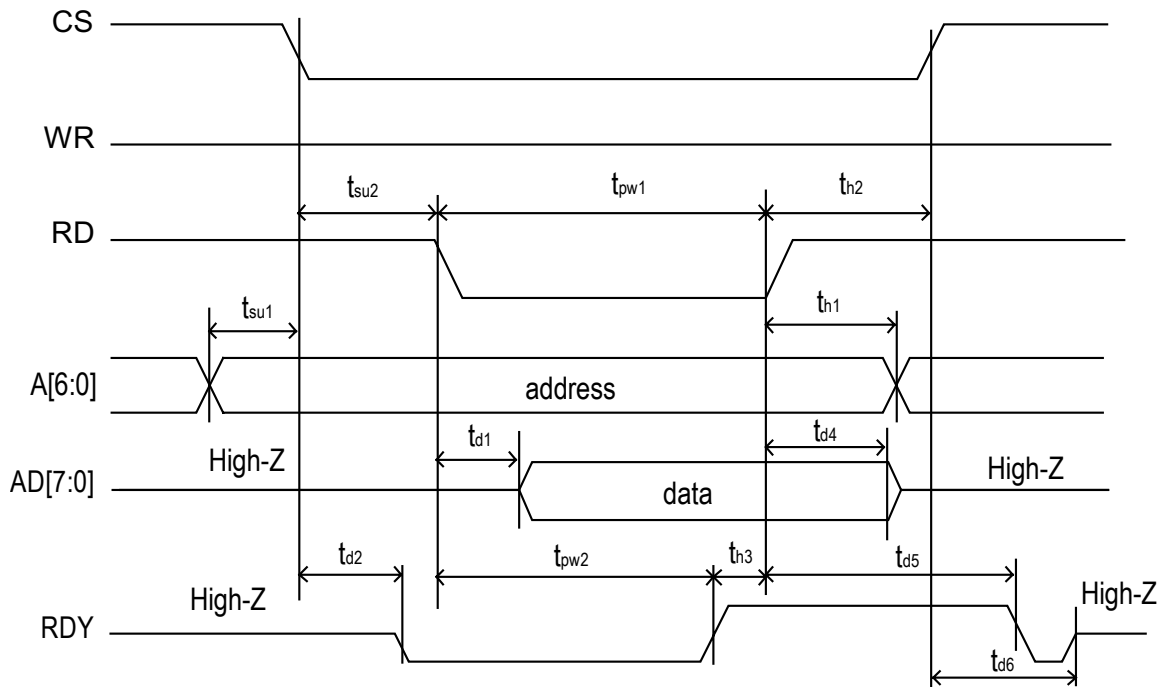 CS
WR
tsu2
tpw1
th2
RD
tsu1
th1
A[6:0]
address
td1
td4
High-Z
High-Z
AD[7:0]
data
td2
tpw2
th3
td5
High-Z
High-Z
RDY
td6